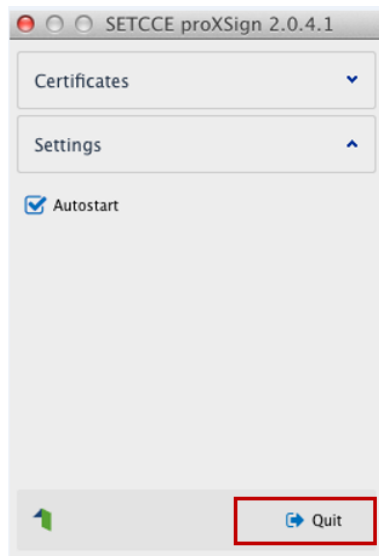 SETCCE proXSign 2.0.4.1
Certificates
Settings
Autostart
Quit